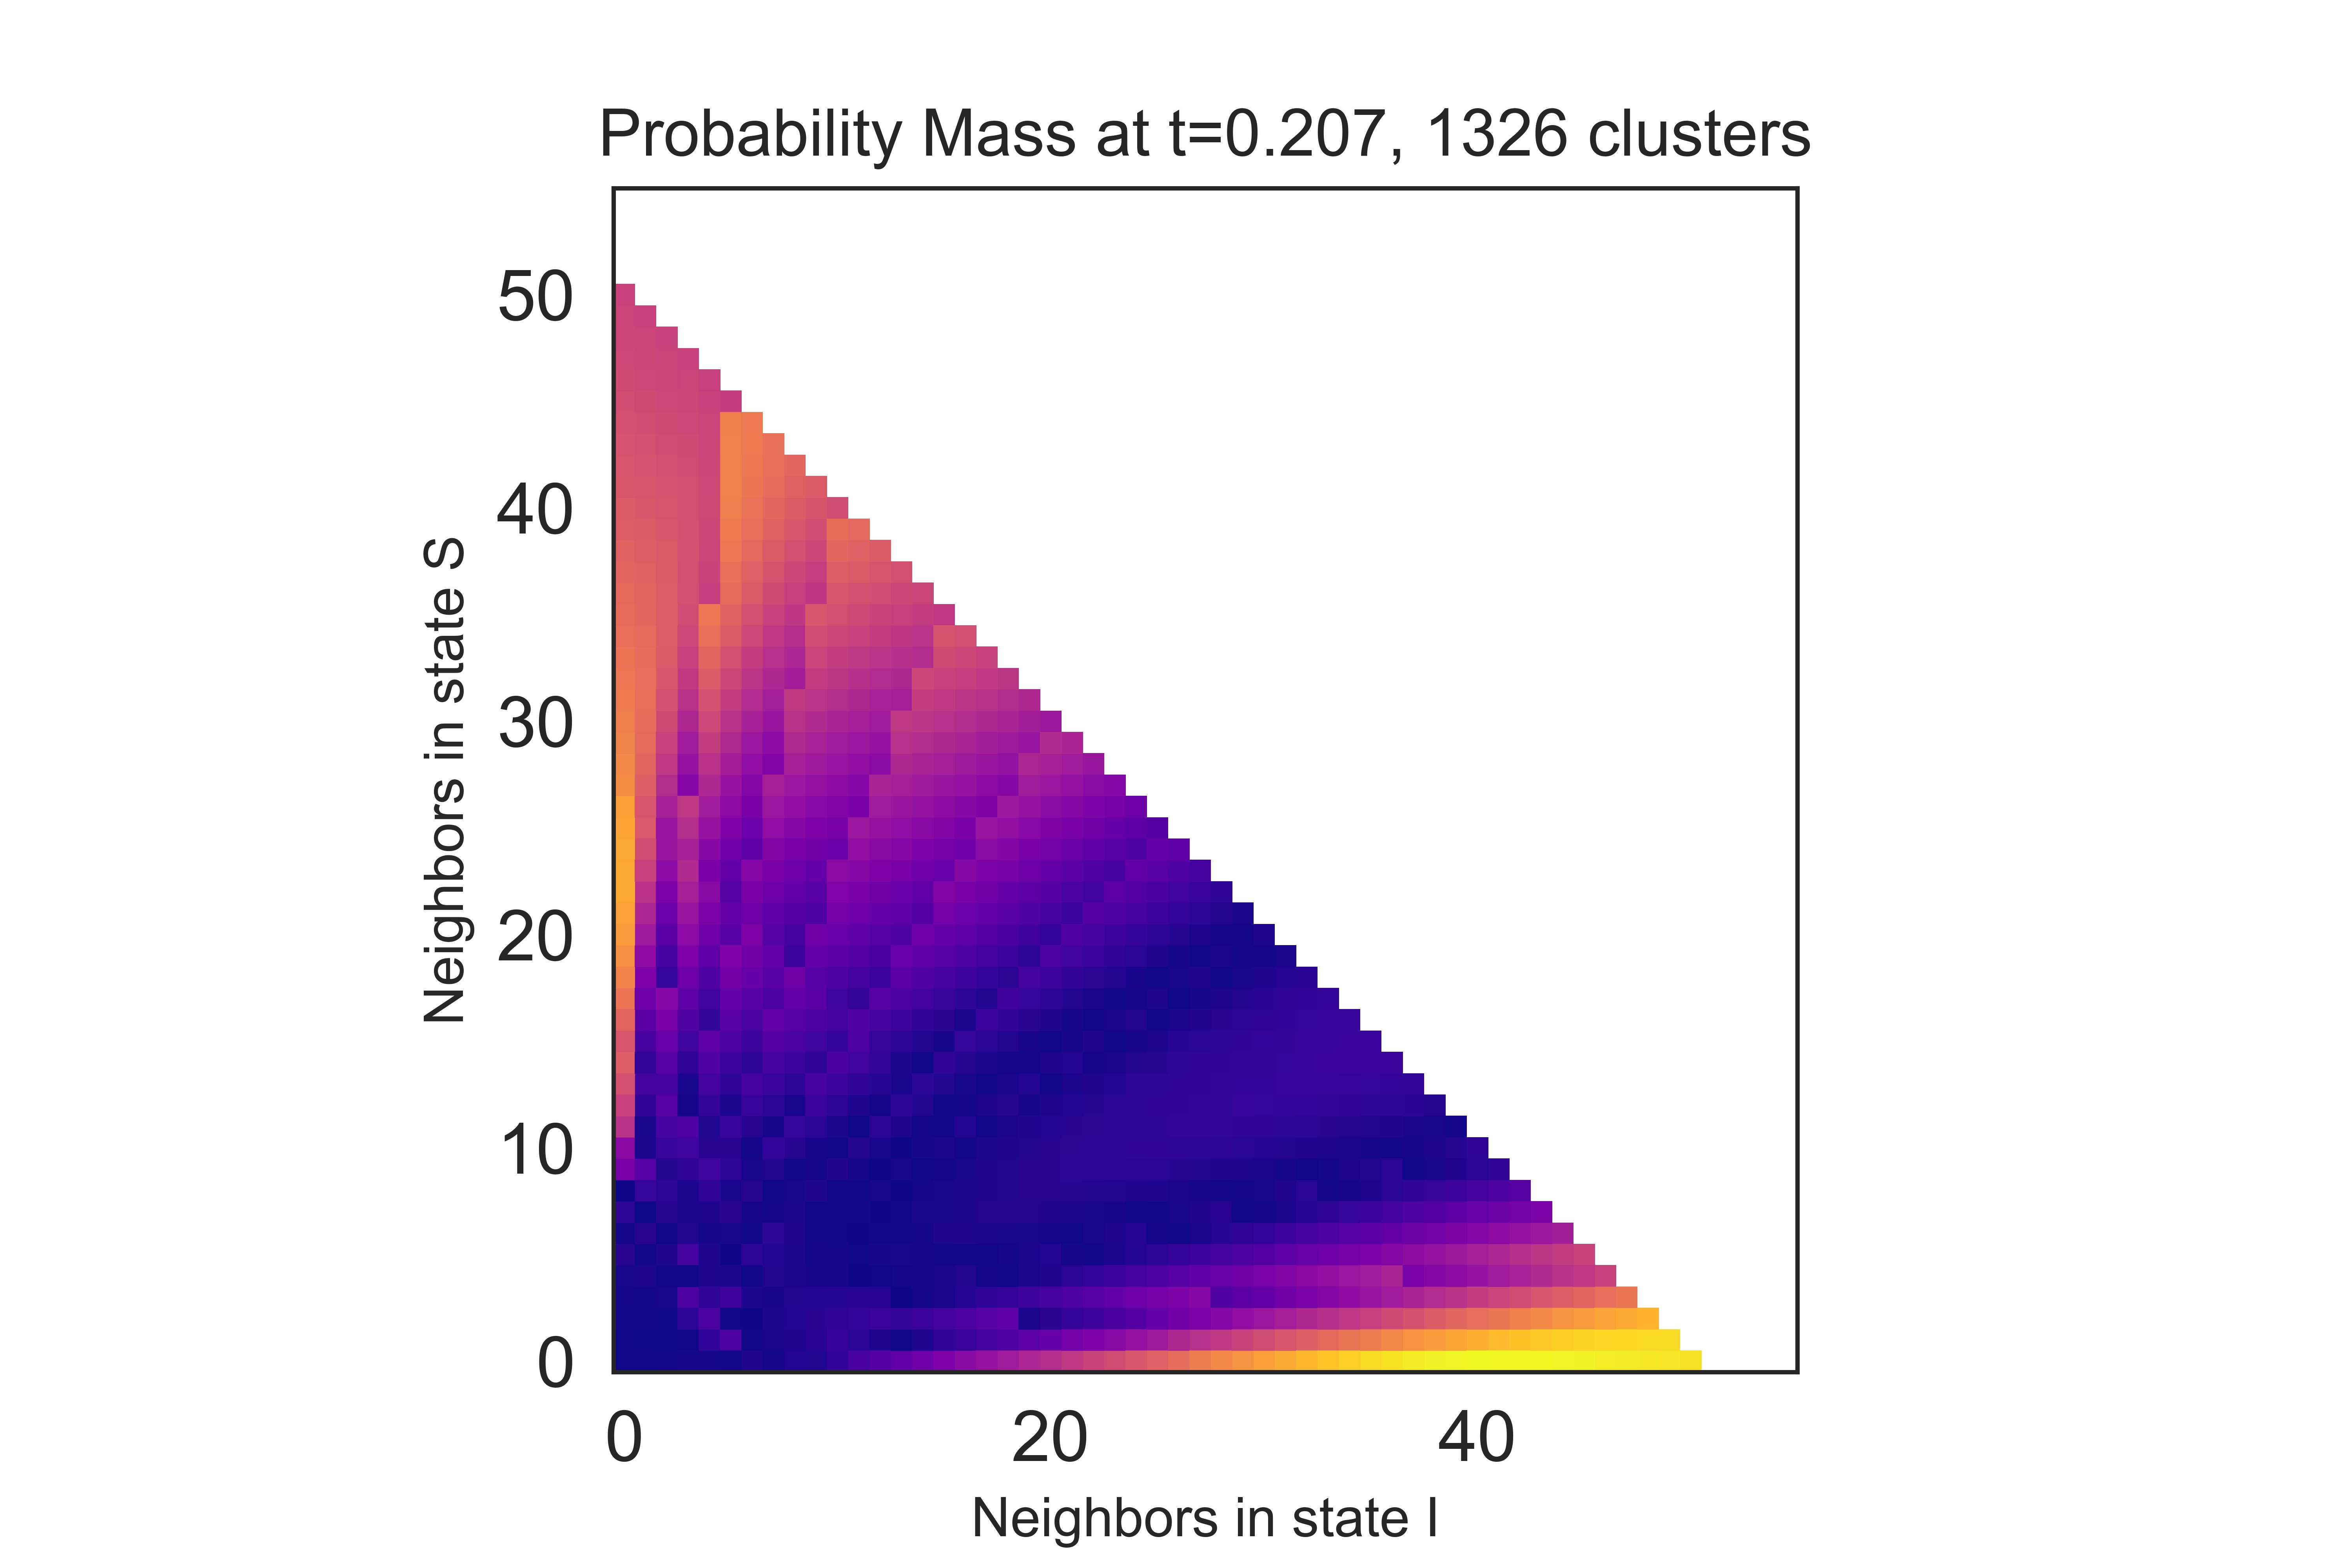 Probability Mass at t=0.207, 1326 clusters
Neighbors in state S
50
40
30
20
10
0
0 20 40
Neighbors in state I